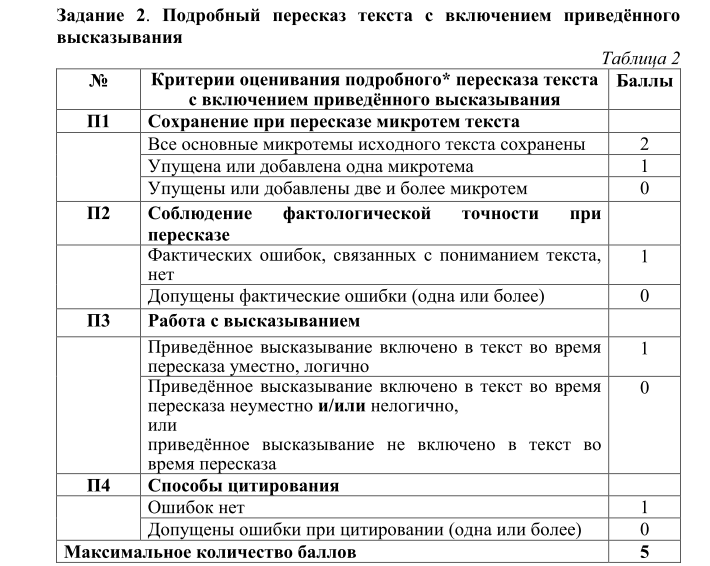 Задание 2. Подробный пересказ текста с включением приведённого
высказывания
Таблица 2
№ Критерии оценивания подробного* пересказа текста Баллы
с включением приведённого высказывания
П1 Сохранение при пересказе микротем текста
Все основные микротемы исходного текста сохранены 2
Упущена или добавлена одна микротема 1
Упущены или добавлены две и более микротем 0
П2 Соблюдение фактологической точности при
пересказе
Фактических ошибок, связанных с пониманием текста, 1
нет
Допущены фактические ошибки (одна или более) 0
П3 Работа с высказыванием
Приведённое высказывание включено в текст во время 1
пересказа уместно, логично
Приведённое высказывание включено в текст во время 0
пересказа неуместно и/или нелогично,
или
приведённое высказывание не включено в текст во
время пересказа
П4 Способы цитирования
Ошибок нет 1
Допущены ошибки при цитировании (одна или более) 0
Максимальное количество баллов 5